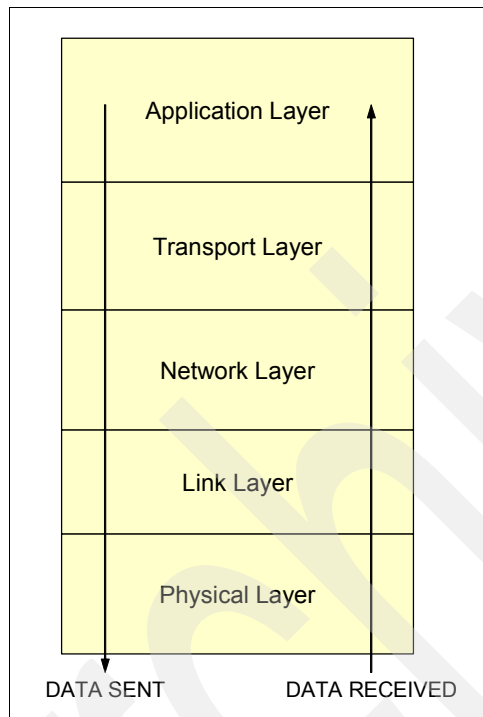 Application Layer
Transport Layer
Network Layer
Link Layer
Physical Layer
DATA SENT DATA RECEIVED